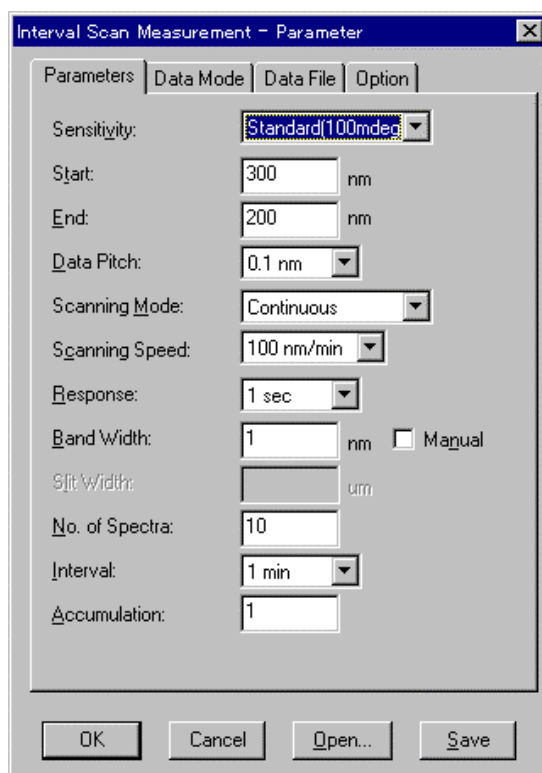 Interval Scan Measurement - Parameter
Parameters Data Mode Data File Option
Sensitivity: Standard(100mdeg
Start: 300 nm
End: 200 nm
Data Pitch: 0.1 nm
Scanning Mode: Continuous
Scanning Speed: 100 nm/min
Response: 1 sec
Band Width: 1 nm Manual
Slit Width: um
No. of Spectra: 10
Interval: 1 min
Accumulation: 1
OK Cancel Open... Save